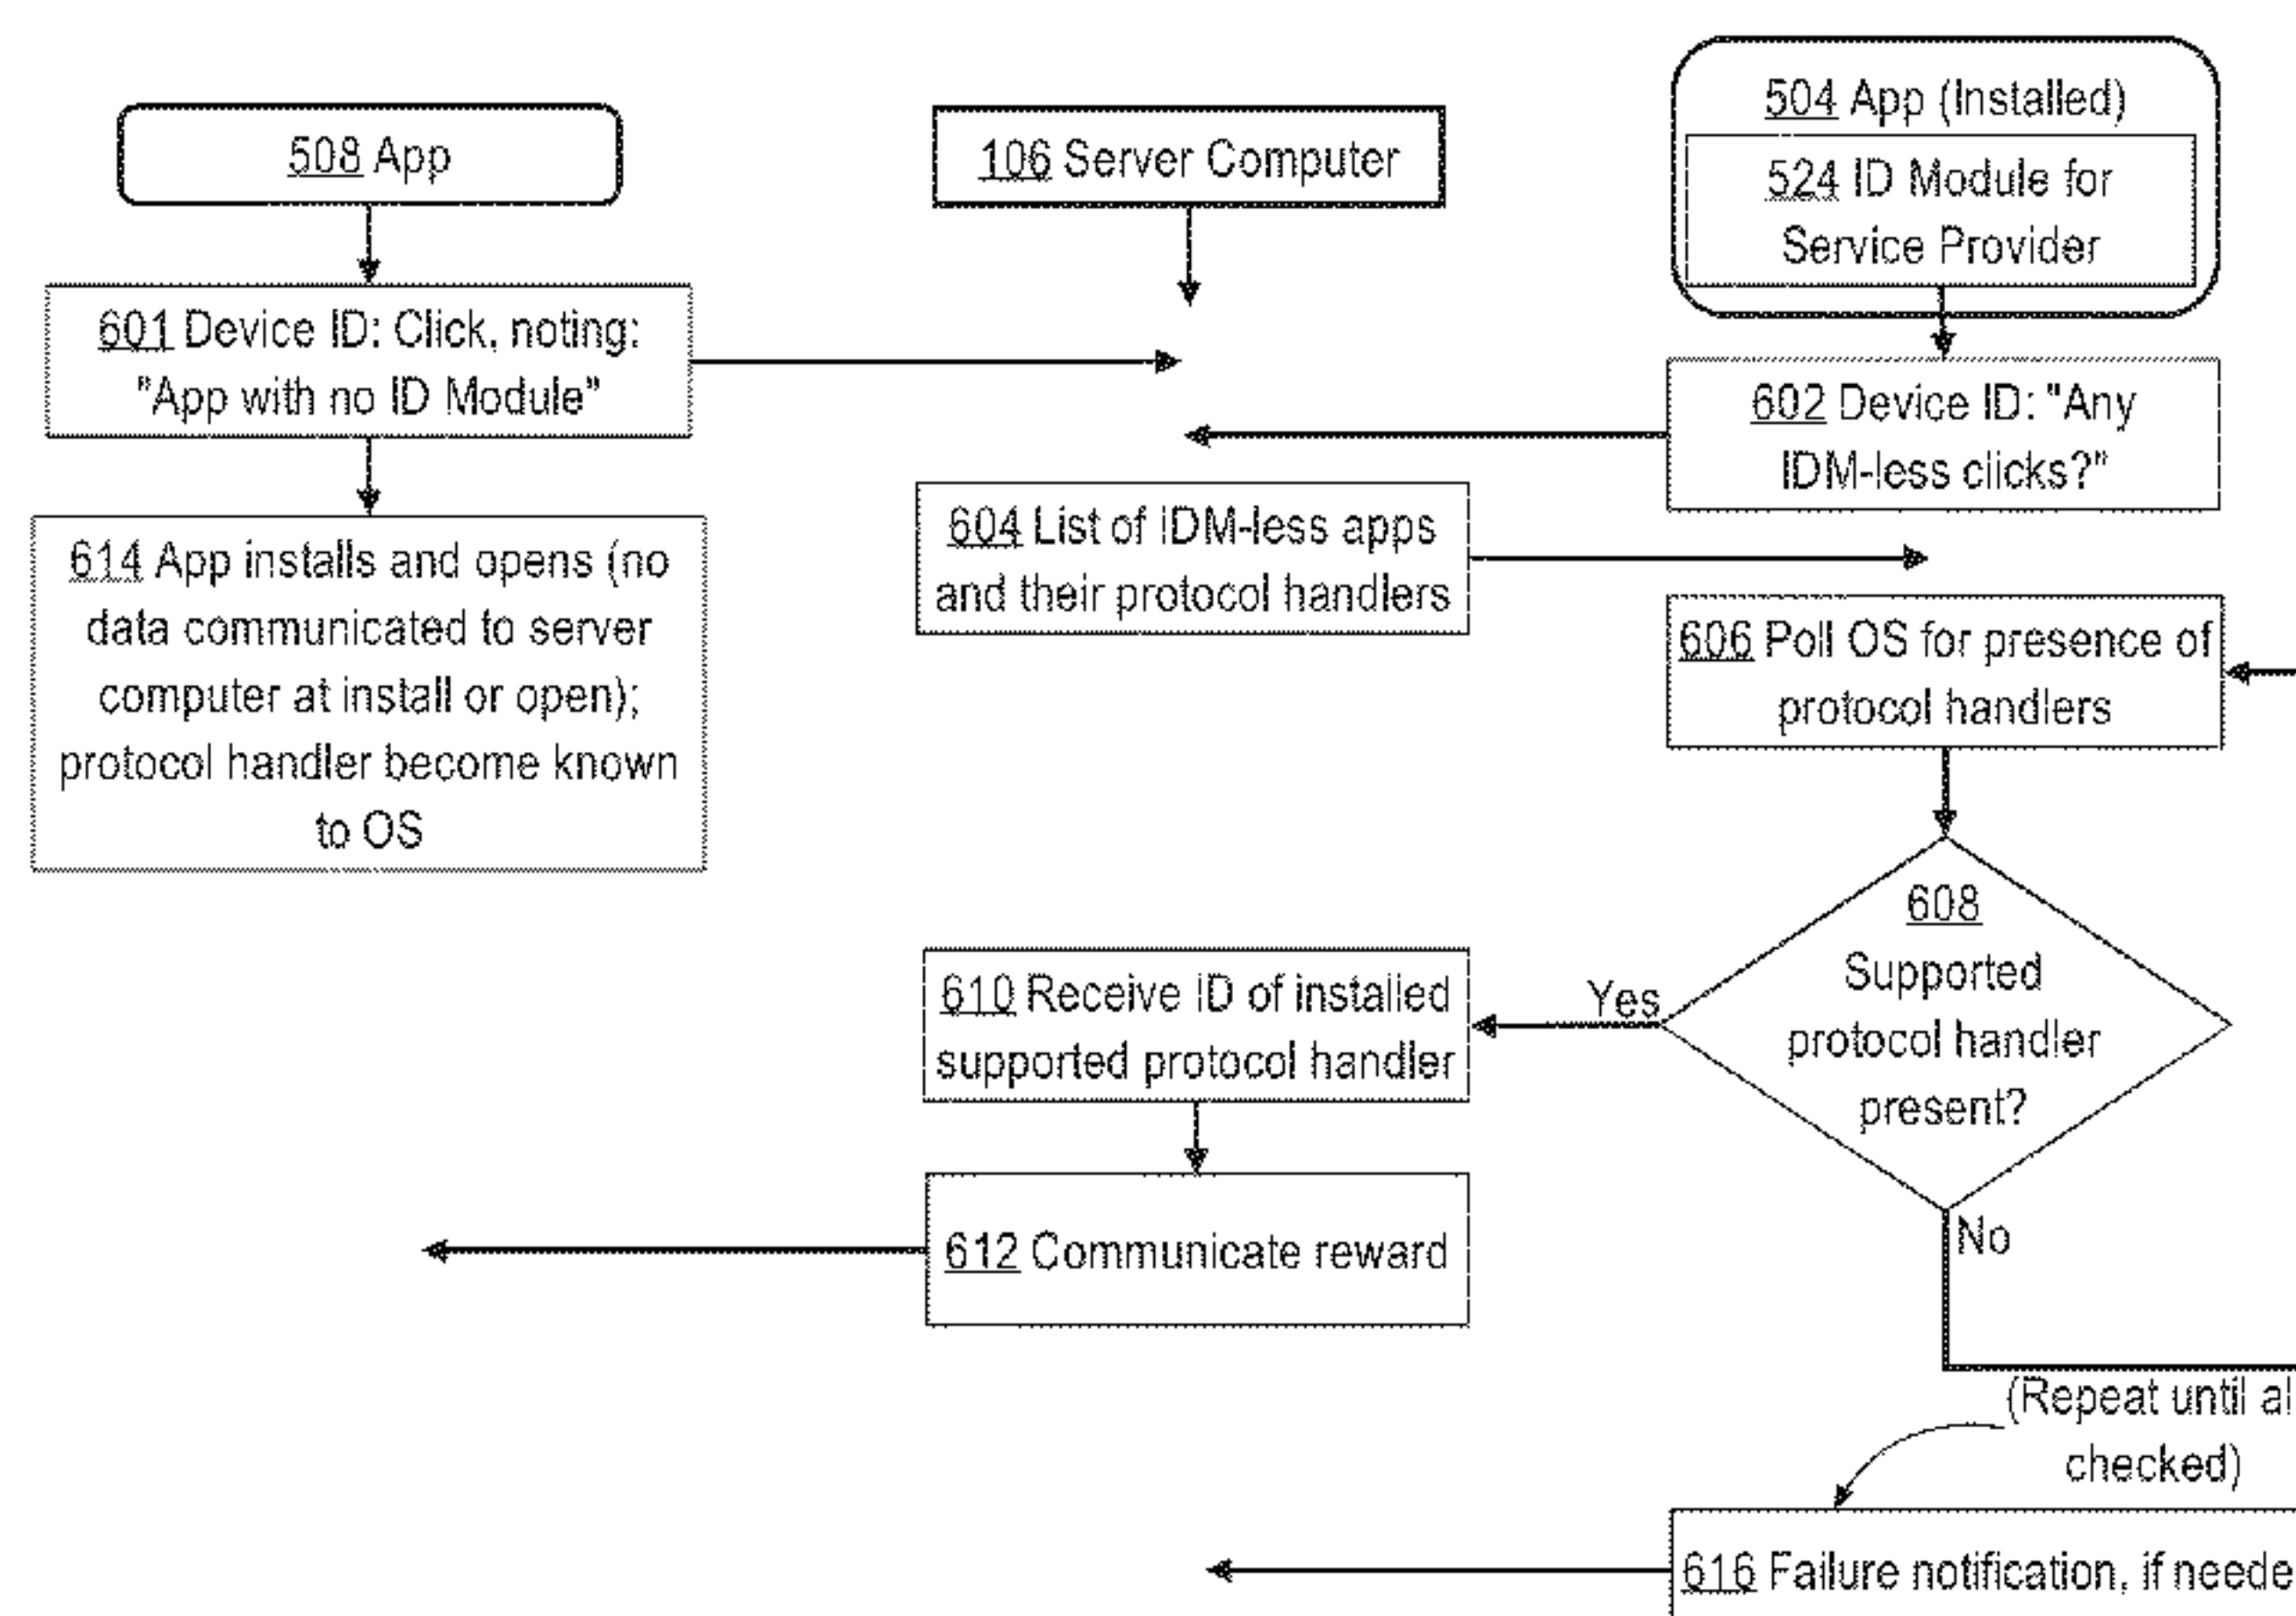 508 App
601 Device ID: Click, noting:
"App with no ID Module"
614 App installs and opens (no
data communicated to server
computer at install or open);
protocol handler become known
to OS
106 Server Computer
504 App (Installed)
524 ID Module for
Service Provider
602 Device ID: "Any
IDM-less clicks?"
604 List of IDM-less apps
and their protocol handlers
606 Poll OS for presence of
protocol handlers
608
Supported
protocol handler
present?
Yes
610 Receive ID of installed
supported protocol handler
612 Communicate reward
No
(Repeat until al
checked)
616 Failure notification, if neede